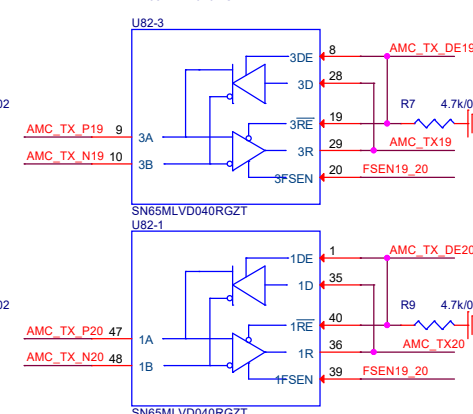 U82-3
3DE 8 AMC_TX_DE19
3D 28
02
3RE 19 R7 4.7k/0
AMC_TX_P19 9 3A
3R 29 AMC_TX19
AMC_TX_N19 10 3B
3FSEN 20 FSEN19_20
SN65MLVD040RGZT
U82-1
1DE 1 AMC_TX_DE20
1D 35
02
1RE 40 R9 4.7k/0
AMC_TX_P20 47 1A
1R 36 AMC_TX20
AMC_TX_N20 48 1B
1FSEN 39 FSEN19_20
SN65MLVD040RGZT